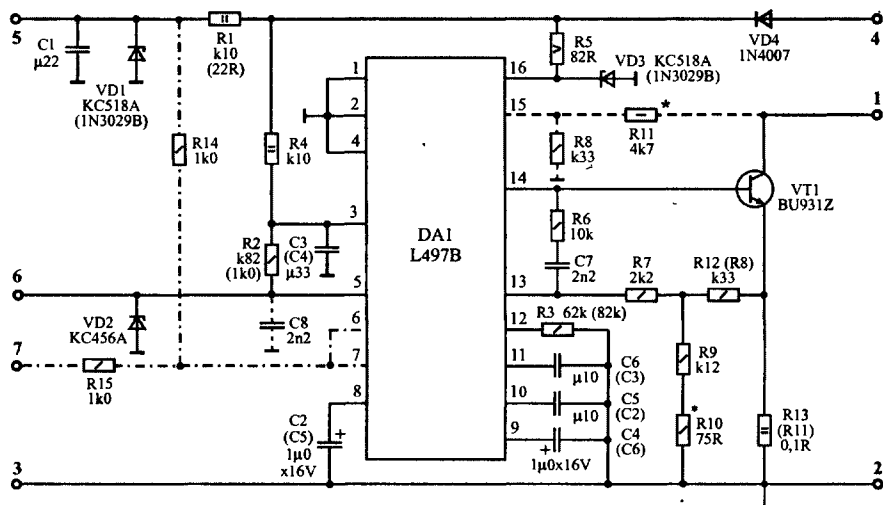 5
4
C1
μ22
VD1
KC518A
(1N3029B)
R1
k10
(22R)
R5
82R
VD3 KC518A
(1N3029B)
VD4
1N4007
1
R14
1k0
R4
k10
1
2
4
3
16
15
14
R8
k33
*
R11
4k7
VT1
BU931Z
DA1
L497B
R6
10k
C7
2n2
R2
k82
(1k0)
C3
(C4)
μ33
6
5
13
R7
2k2
R12 (R8)
k33
VD2
KC456A
C8
2n2
6
12
R3 62k (82k)
7
R15
1k0
7
11
μ10
C6
(C3)
R9
k12
8
10
μ10
C5
(C2)
*
R10
75R
C2
(C5)
1μ0
x16V
+
9
+
1μ0x16V
C4
(C6)
R13
(R11)
0,1R
3
2